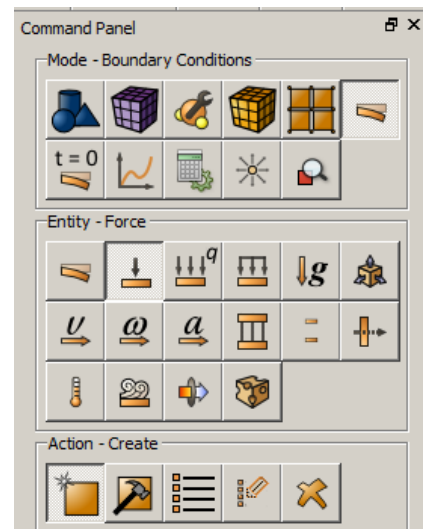 Command Panel
Mode - Boundary Conditions
t = 0
Entity - Force
q
g
υ ω a
Action - Create